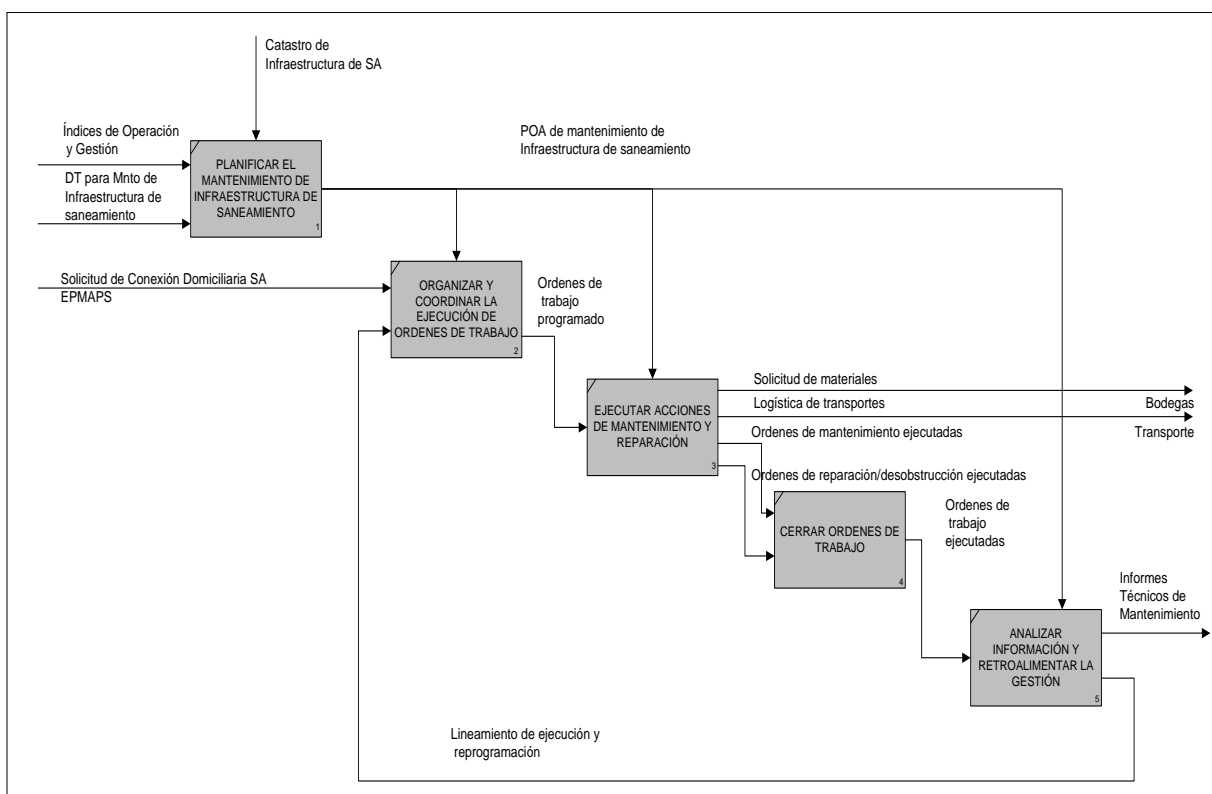 Catastro de
Infraestructura de SA
Índices de Operación
y Gestión
DT para Mnto de
Infraestructura de
saneamiento
PLANIFICAR EL
MANTENIMIENTO DE
INFRAESTRUCTURA DE
SANEAMIENTO
1
POA de mantenimiento de
Infraestructura de saneamiento
Solicitud de Conexión Domiciliaria SA
EPMAPS
ORGANIZAR Y
COORDINAR LA
EJECUCIÓN DE
ORDENES DE TRABAJO
2
Ordenes de
trabajo
programado
EJECUTAR ACCIONES
DE MANTENIMIENTO Y
REPARACIÓN
3
Solicitud de materiales
Bodegas
Logística de transportes
Transporte
Ordenes de mantenimiento ejecutadas
Ordenes de reparación/desobstrucción ejecutadas
CERRAR ORDENES DE
TRABAJO
4
Ordenes de
trabajo
ejecutadas
ANALIZAR
INFORMACIÓN Y
RETROALIMENTAR LA
GESTIÓN
5
Informes
Técnicos de
Mantenimiento
Lineamiento de ejecución y
reprogramación